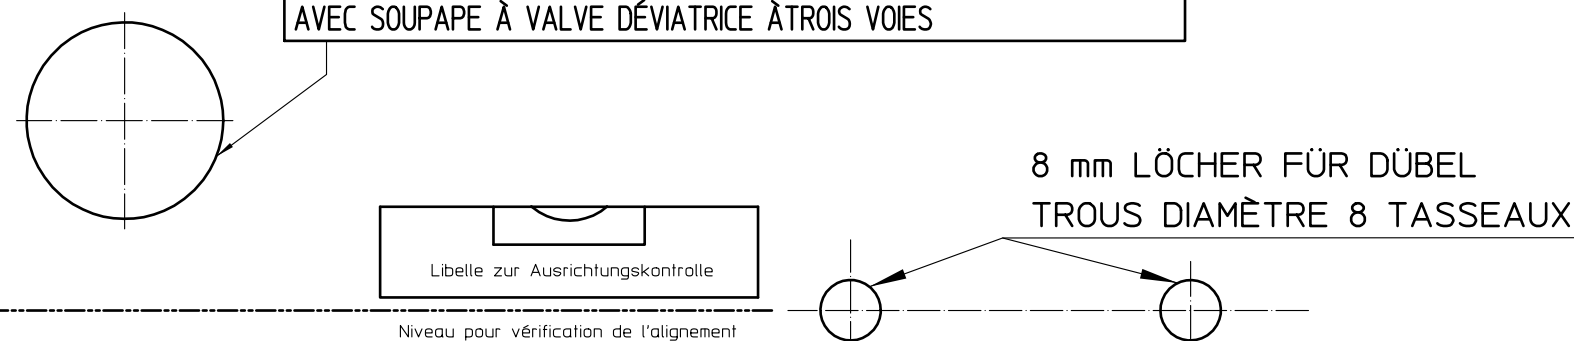 AVEC SOUPAPE À VALVE DÉVIATRICE ÀTROIS VOIES
8 mm LÖCHER FÜR DÜBEL
TROUS DIAMÈTRE 8 TASSEAUX
Libelle zur Ausrichtungskontrolle
Niveau pour vérification de l'alignement